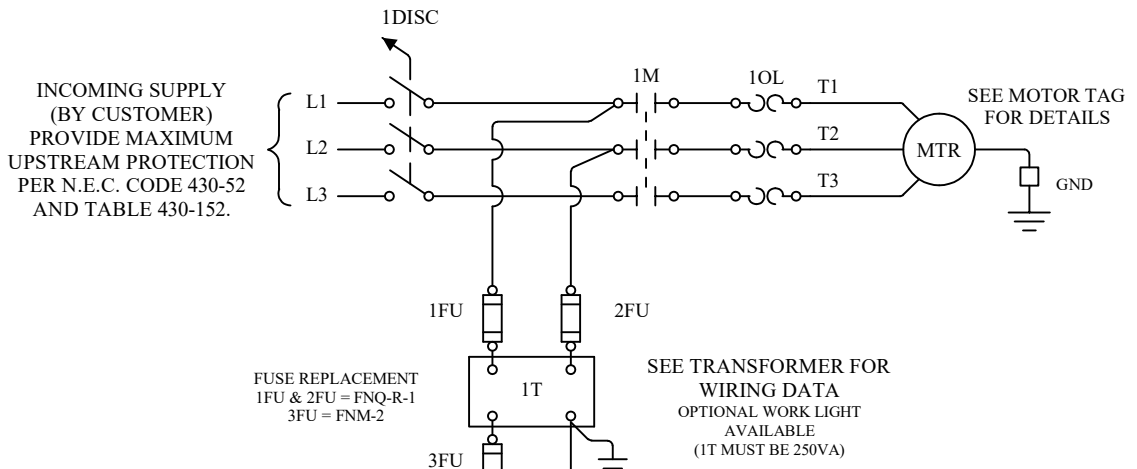 1DISC
INCOMING SUPPLY
(BY CUSTOMER)
PROVIDE MAXIMUM
UPSTREAM PROTECTION
PER N.E.C. CODE 430-52
AND TABLE 430-152.
L1
L2
L3
1M
1OL
T1
T2
T3
MTR
SEE MOTOR TAG
FOR DETAILS
GND
1FU
2FU
FUSE REPLACEMENT
1FU & 2FU = FNQ-R-1
3FU = FNM-2
1T
SEE TRANSFORMER FOR
WIRING DATA
OPTIONAL WORK LIGHT
AVAILABLE
(1T MUST BE 250VA)
3FU